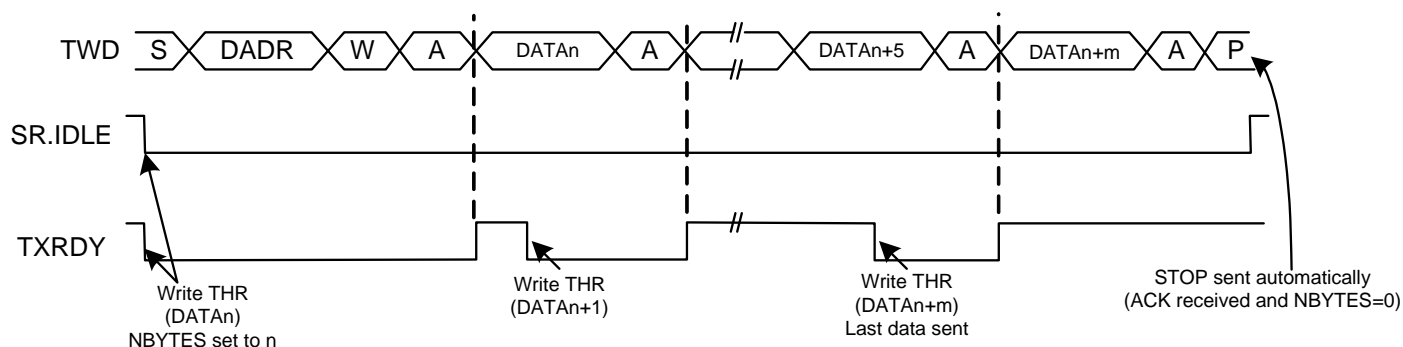 TWD S DADR W A DATAn A DATAn+5 A DATAn+m A P
SR.IDLE
TXRDY
Write THR
(DATAn)
NBYTES set to n
Write THR
(DATAn+1)
Write THR
(DATAn+m)
Last data sent
STOP sent automatically
(ACK received and NBYTES=0)